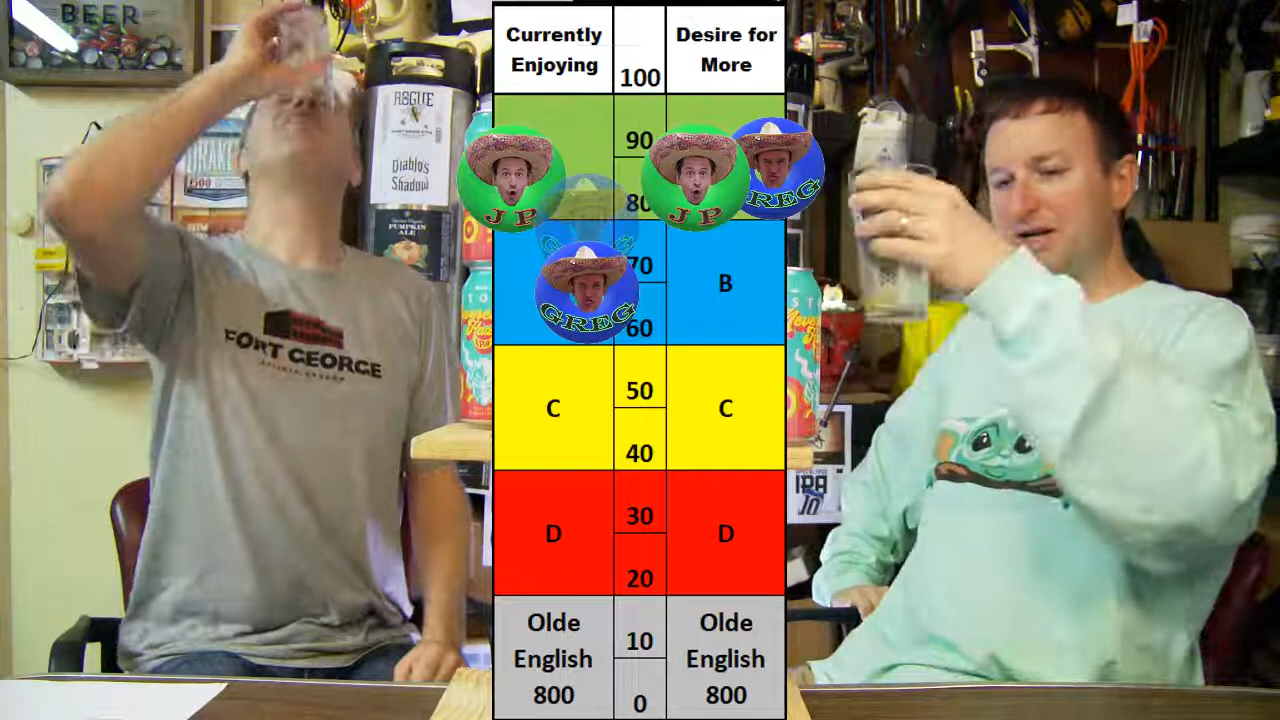 BEER
Currently
Enjoying
100
Desire for
More
90
80
70
60
50
40
30
20
10
0
JP
GREG
JP
GREG
B
C
C
D
D
Olde
English
800
Olde
English
800
ROGUE
Diablo's
Shadow
PUMPKIN
ALE
FORT GEORGE
IPA